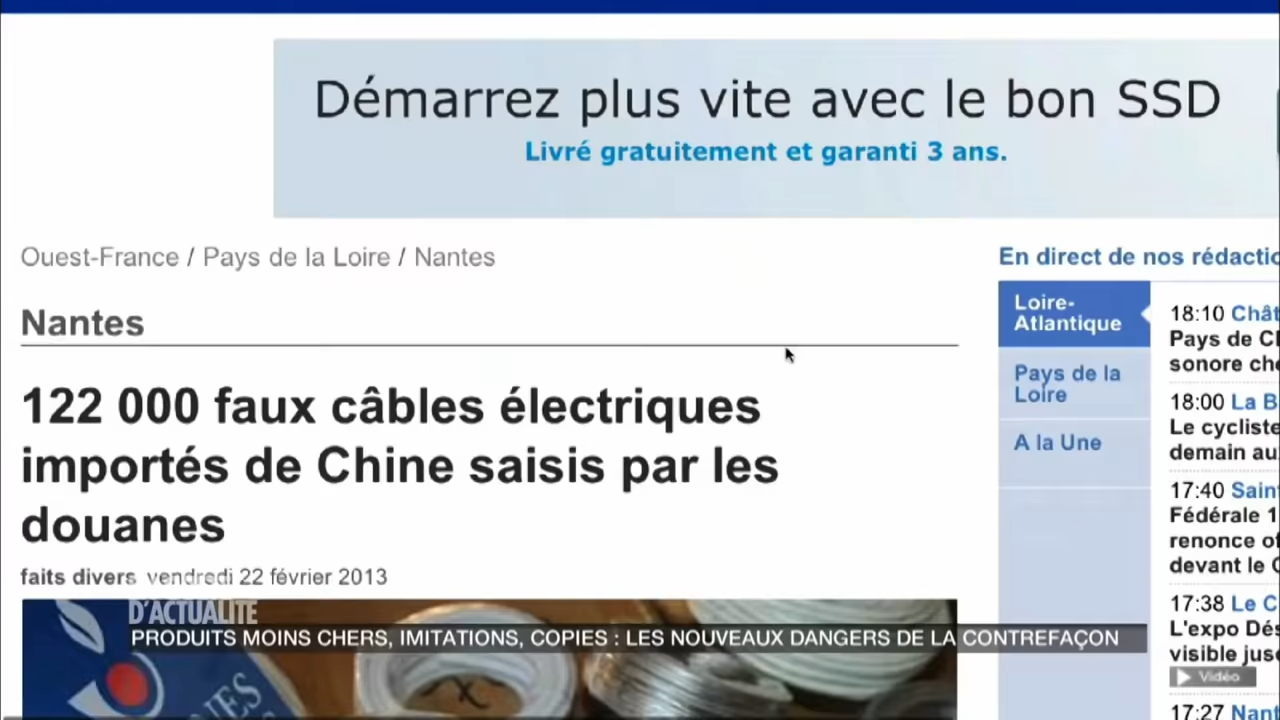 Démarrez plus vite avec le bon SSD
Livré gratuitement et garanti 3 ans.
Ouest-France / Pays de la Loire / Nantes
Nantes
122 000 faux câbles électriques
importés de Chine saisis par les
douanes
faits divers vendredi 22 février 2013
D'ACTUALITÉ
PRODUITS MOINS CHERS, IMITATIONS, COPIES : LES NOUVEAUX DANGERS DE LA CONTREFAÇON
En direct de nos
Loire-
Atlantique
Pays de la
Loire
A la Une
18:10
Pays de
sonore
18:00 La
Le cycliste
demain
17:40
Fédérale 1
renonce
devant le
17:38 Le
L'expo
visible
Vidéo
17:27